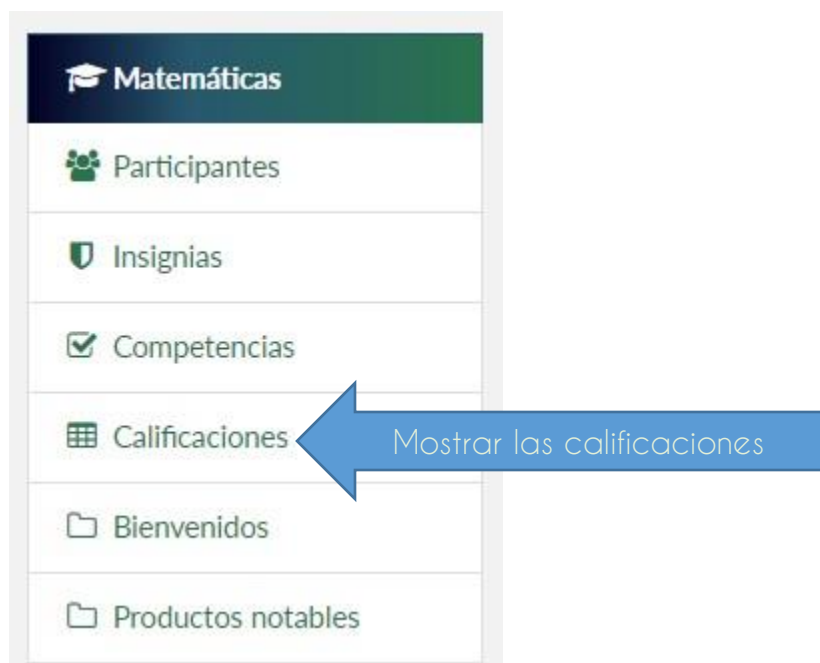 Matemáticas
Participantes
Insignias
Competencias
Calificaciones
Mostrar las calificaciones
Bienvenidos
Productos notables